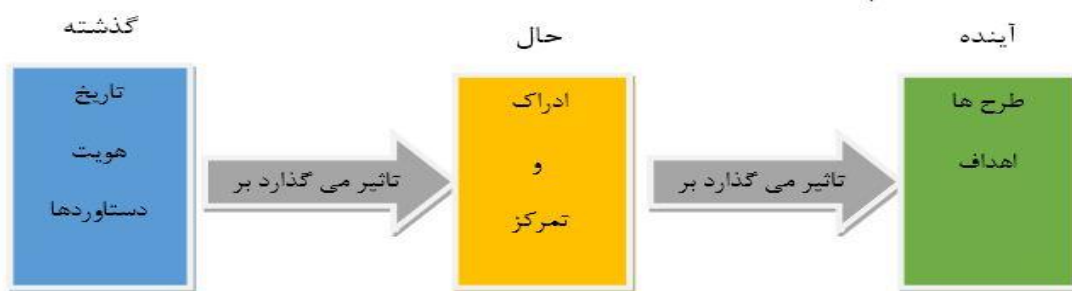 گذشته
تاریخ
هویت
دستاوردها
تاثیر می گذارد بر
حال
ادراک
و
تمرکز
تاثیر می گذارد بر
آینده
طرح ها
اهداف